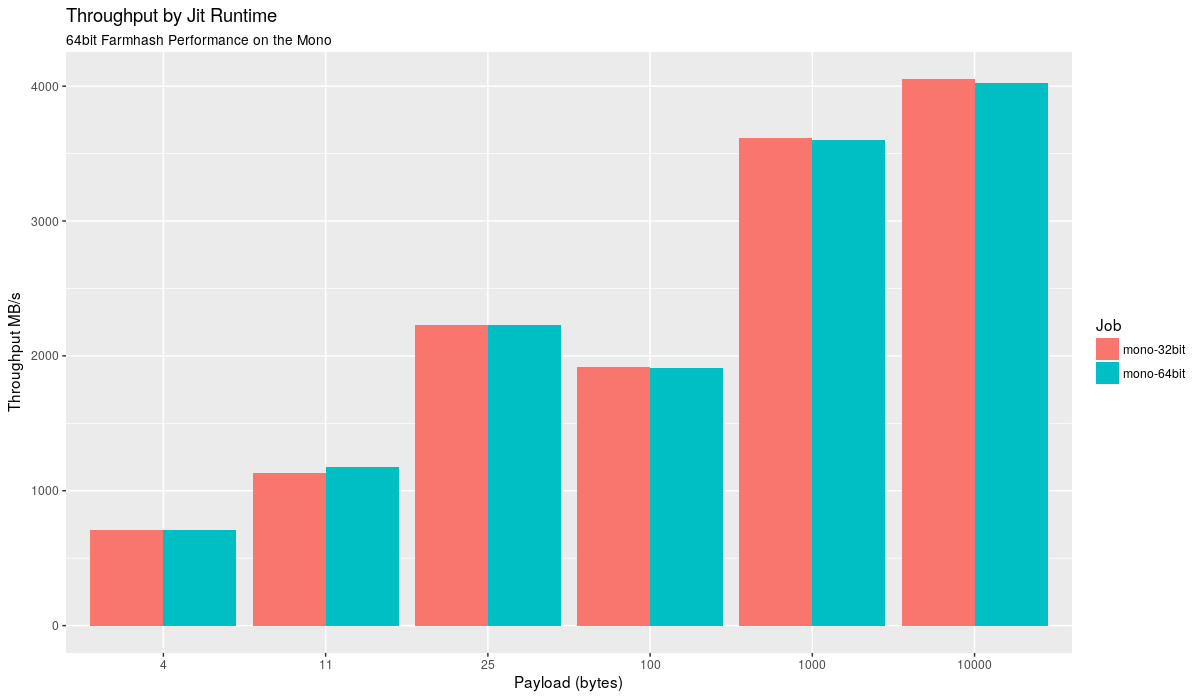 Throughput by Jit Runtime
64bit Farmhash Performance on the Mono
Throughput MB/s
4000
3000
2000
1000
0
4 11 25 100 1000 10000
Payload (bytes)
Job
mono-32bit
mono-64bit